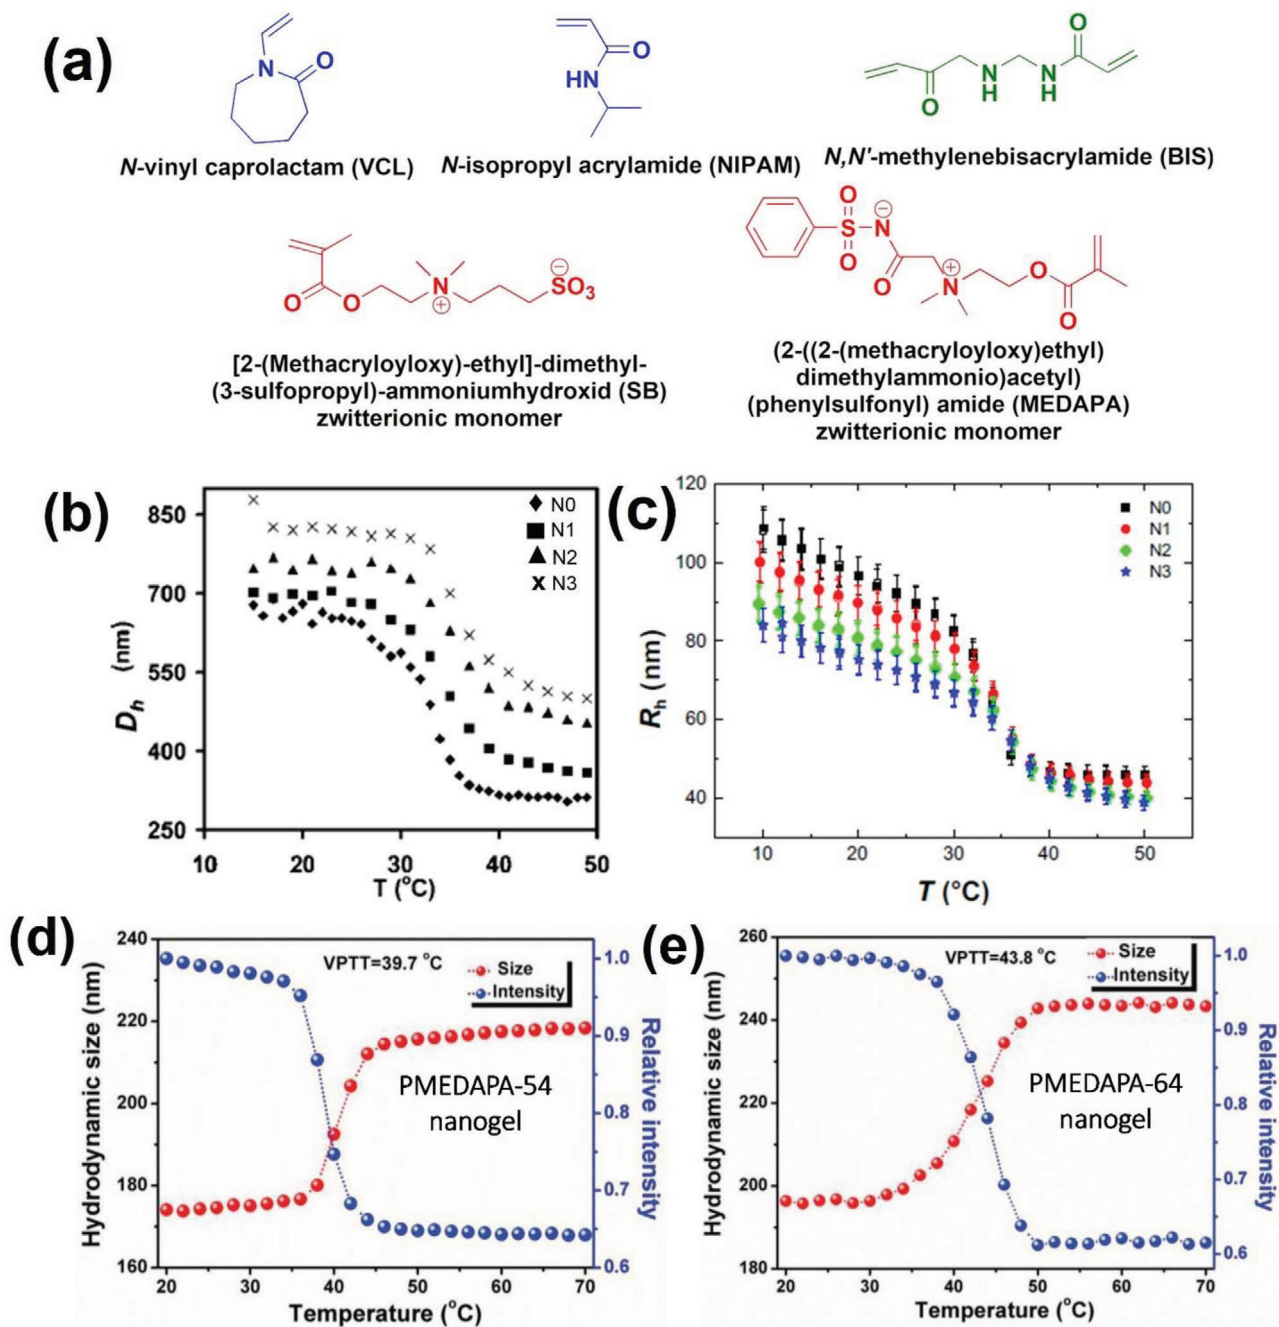 (a)
N
O
O
HN
O
O
N
H
N
H
N-vinyl caprolactam (VCL)
N-isopropyl acrylamide (NIPAM)
N,N'-methylenebisacrylamide (BIS)
O
O
N
SO3
[2-(Methacryloyloxy)-ethyl]-dimethyl-
(3-sulfopropyl)-ammoniumhydroxid (SB)
zwitterionic monomer
O
S
N
O
O
N
O
O
(2-((2-(methacryloyloxy)ethyl)
dimethylammonio)acetyl)
(phenylsulfonyl) amide (MEDAPA)
zwitterionic monomer
(b)
N0
N1
N2
N3
850
700
550
400
250
10
20
30
40
50
Dh (nm)
T (°C)
(c)
N0
N1
N2
N3
120
100
80
60
40
10
20
30
40
50
Rh (nm)
T (°C)
(d)
VPTT=39.7 °C
Size
Intensity
PMEDAPA-54
nanogel
240
220
200
180
160
1.0
0.9
0.8
0.7
0.6
20
30
40
50
60
70
Hydrodynamic size (nm)
Relative intensity
Temperature (°C)
(e)
VPTT=43.8 °C
Size
Intensity
PMEDAPA-64
nanogel
260
240
220
200
180
1.0
0.9
0.8
0.7
0.6
20
30
40
50
60
70
Hydrodynamic size (nm)
Relative intensity
Temperature (°C)